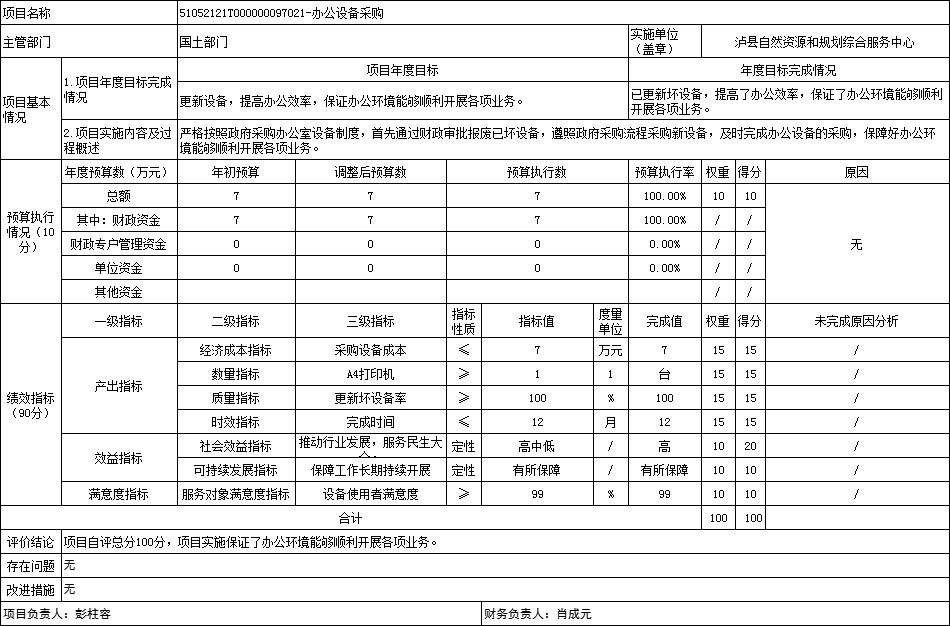 项目名称 51052121T000000097021-办公设备采购
主管部门 国土部门 实施单位（盖章） 泸县自然资源和规划综合服务中心
项目基本情况 1.项目年度目标完成情况 项目年度目标 年度目标完成情况
更新设备，提高办公效率，保证办公环境能够顺利开展各项业务。 已更新坏设备，提高了办公效率，保证了办公环境能够顺利开展各项业务。
2.项目实施内容及过程概述 严格按照政府采购办公室设备制度，首先通过财政审批报废已坏设备，遵照政府采购流程采购新设备，及时完成办公设备的采购，保障好办公环境能够顺利开展各项业务。
预算执行情况（10分） 年度预算数（万元） 年初预算 调整后预算数 预算执行数 预算执行率 权重 得分 原因
总额 7 7 7 100.00% 10 10 无
其中：财政资金 7 7 7 100.00% / /
财政专户管理资金 0 0 0 0.00% / /
单位资金 0 0 0 0.00% / /
其他资金 / /
绩效指标（90分） 一级指标 二级指标 三级指标 指标性质 指标值 度量单位 完成值 权重 得分 未完成原因分析
产出指标 经济成本指标 采购设备成本 ≤ 7 万元 7 15 15 /
数量指标 A4打印机 ≥ 1 1 台 15 15 /
质量指标 更新坏设备率 ≥ 100 % 100 15 15 /
时效指标 完成时间 ≤ 12 月 12 15 15 /
效益指标 社会效益指标 推动行业发展，服务民生大 定性 高中低 / 高 10 20 /
可持续发展指标 保障工作长期持续开展 定性 有所保障 / 有所保障 10 10 /
满意度指标 服务对象满意度指标 设备使用者满意度 ≥ 99 % 99 10 10 /
合计 100 100
评价结论 项目自评总分100分，项目实施保证了办公环境能够顺利开展各项业务。
存在问题 无
改进措施 无
项目负责人：彭柱容 财务负责人：肖成元